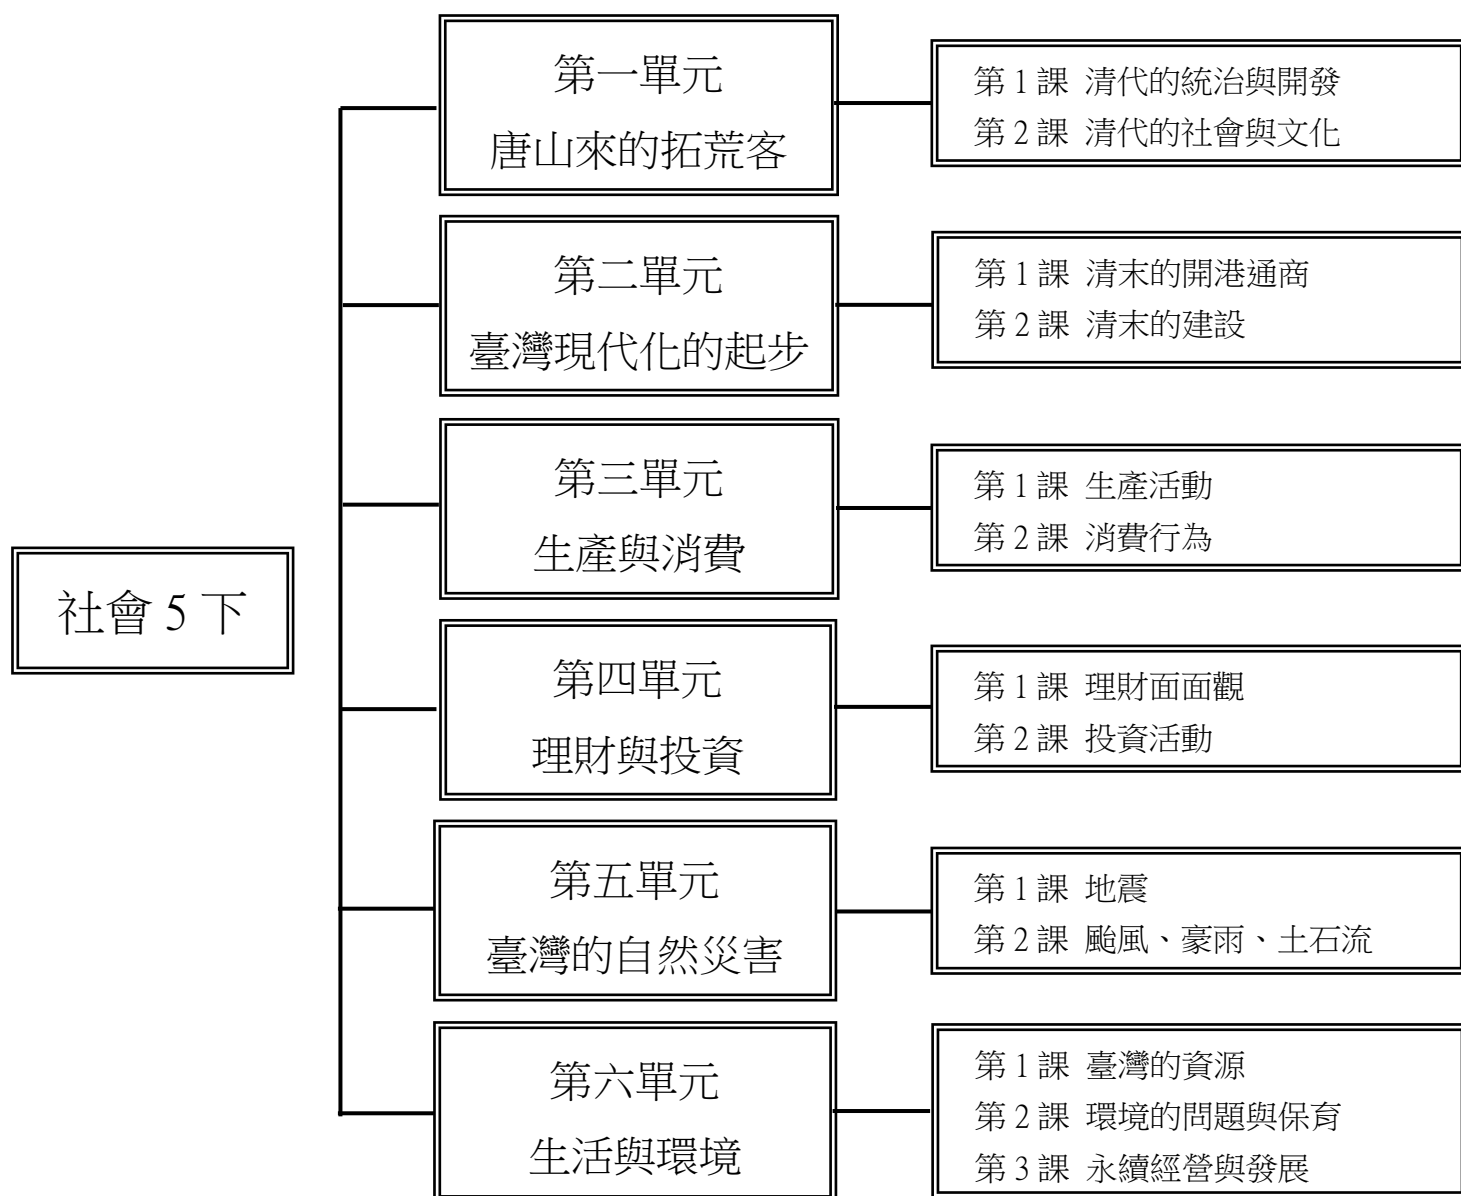 社會 5 下
第一單元
唐山來的拓荒客
第 1 課 清代的統治與開發
第 2 課 清代的社會與文化
第二單元
臺灣現代化的起步
第 1 課 清末的開港通商
第 2 課 清末的建設
第三單元
生產與消費
第 1 課 生產活動
第 2 課 消費行為
第四單元
理財與投資
第 1 課 理財面面觀
第 2 課 投資活動
第五單元
臺灣的自然災害
第 1 課 地震
第 2 課 颱風、豪雨、土石流
第六單元
生活與環境
第 1 課 臺灣的資源
第 2 課 環境的問題與保育
第 3 課 永續經營與發展